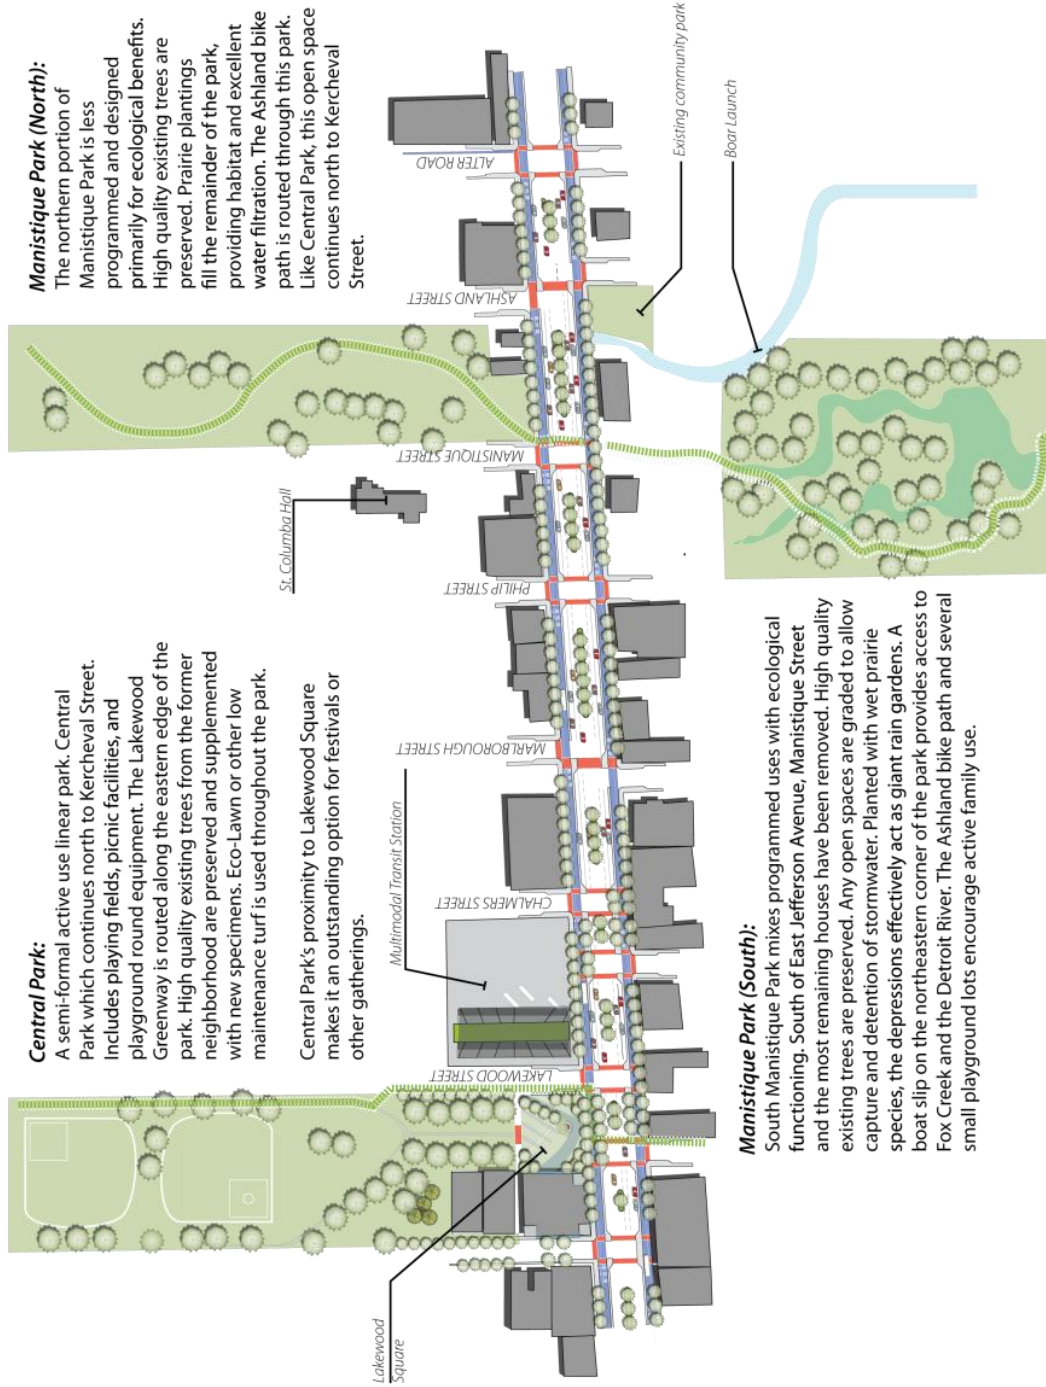 Central Park:
A semi-formal active use linear park. Central
Park which continues north to Kercheval Street.
Includes playing fields, picnic facilities, and
playground round equipment. The Lakewood
Greenway is routed along the eastern edge of the
park. High quality existing trees from the former
neighborhood are preserved and supplemented
with new specimens. Eco-Lawn or other low
maintenance turf is used throughout the park.
Central Park's proximity to Lakewood Square
makes it an outstanding option for festivals or
other gatherings.
Manistique Park (North):
The northern portion of
Manistique Park is less
programmed and designed
primarily for ecological benefits.
High quality existing trees are
preserved. Prairie plantings
fill the remainder of the park,
providing habitat and excellent
water filtration. The Ashland bike
path is routed through this park.
Like Central Park, this open space
continues north to Kercheval
Street.
St. Columba Hall
Multimodal Transit Station
Lakewood
Square
LAKEWOOD STREET
CHALMERS STREET
MARLBOROUGH STREET
PHILIP STREET
MANISTIQUE STREET
ASHLAND STREET
ALTER ROAD
Existing community park
Boar Launch
Manistique Park (South):
South Manistique Park mixes programmed uses with ecological
functioning. South of East Jefferson Avenue, Manistique Street
and the most remaining houses have been removed. High quality
existing trees are preserved. Any open spaces are graded to allow
capture and detention of stormwater. Planted with wet prairie
species, the depressions effectively act as giant rain gardens. A
boat slip on the northeastern corner of the park provides access to
Fox Creek and the Detroit River. The Ashland bike path and several
small playground lots encourage active family use.